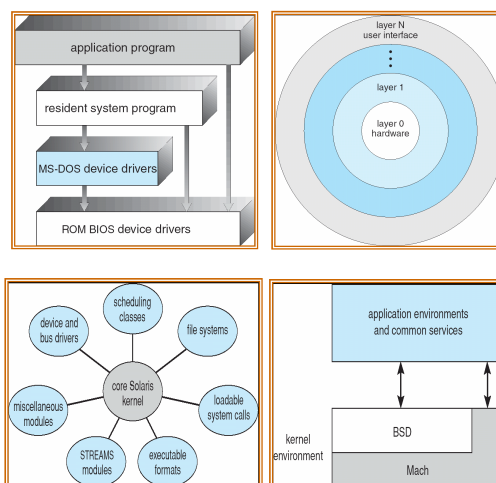 application program
resident system program
MS-DOS device drivers
ROM BIOS device drivers
layer N
user interface
layer 1
layer 0
hardware
scheduling
classes
device and
bus drivers
file systems
core Solaris
kernel
miscellaneous
modules
loadable
system calls
STREAMS
modules
executable
formats
application environments
and common services
kernel
environment
BSD
Mach